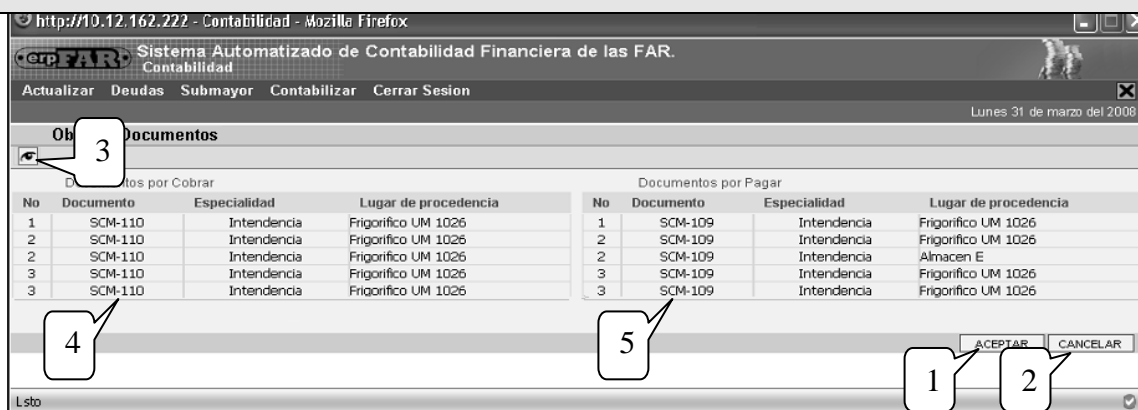 http://10.12.162.222 - Contabilidad - Mozilla Firefox
erpFAR Sistema Automatizado de Contabilidad Financiera de las FAR.
Contabilidad
Actualizar Deudas Submayor Contabilizar Cerrar Sesion
Lunes 31 de marzo del 2008
Ob Documentos
3
tos por Cobrar Documentos por Pagar
No Documento Especialidad Lugar de procedencia No Documento Especialidad Lugar de procedencia
1 SCM-110 Intendencia Frigorifico UM 1026 1 SCM-109 Intendencia Frigorifico UM 1026
2 SCM-110 Intendencia Frigorifico UM 1026 2 SCM-109 Intendencia Frigorifico UM 1026
2 SCM-110 Intendencia Frigorifico UM 1026 2 SCM-109 Intendencia Almacen E
3 SCM-110 Intendencia Frigorifico UM 1026 3 SCM-109 Intendencia Frigorifico UM 1026
3 SCM-110 Intendencia Frigorifico UM 1026 3 SCM-109 Intendencia Frigorifico UM 1026
4 5
ACEPTAR CANCELAR
1 2
Listo